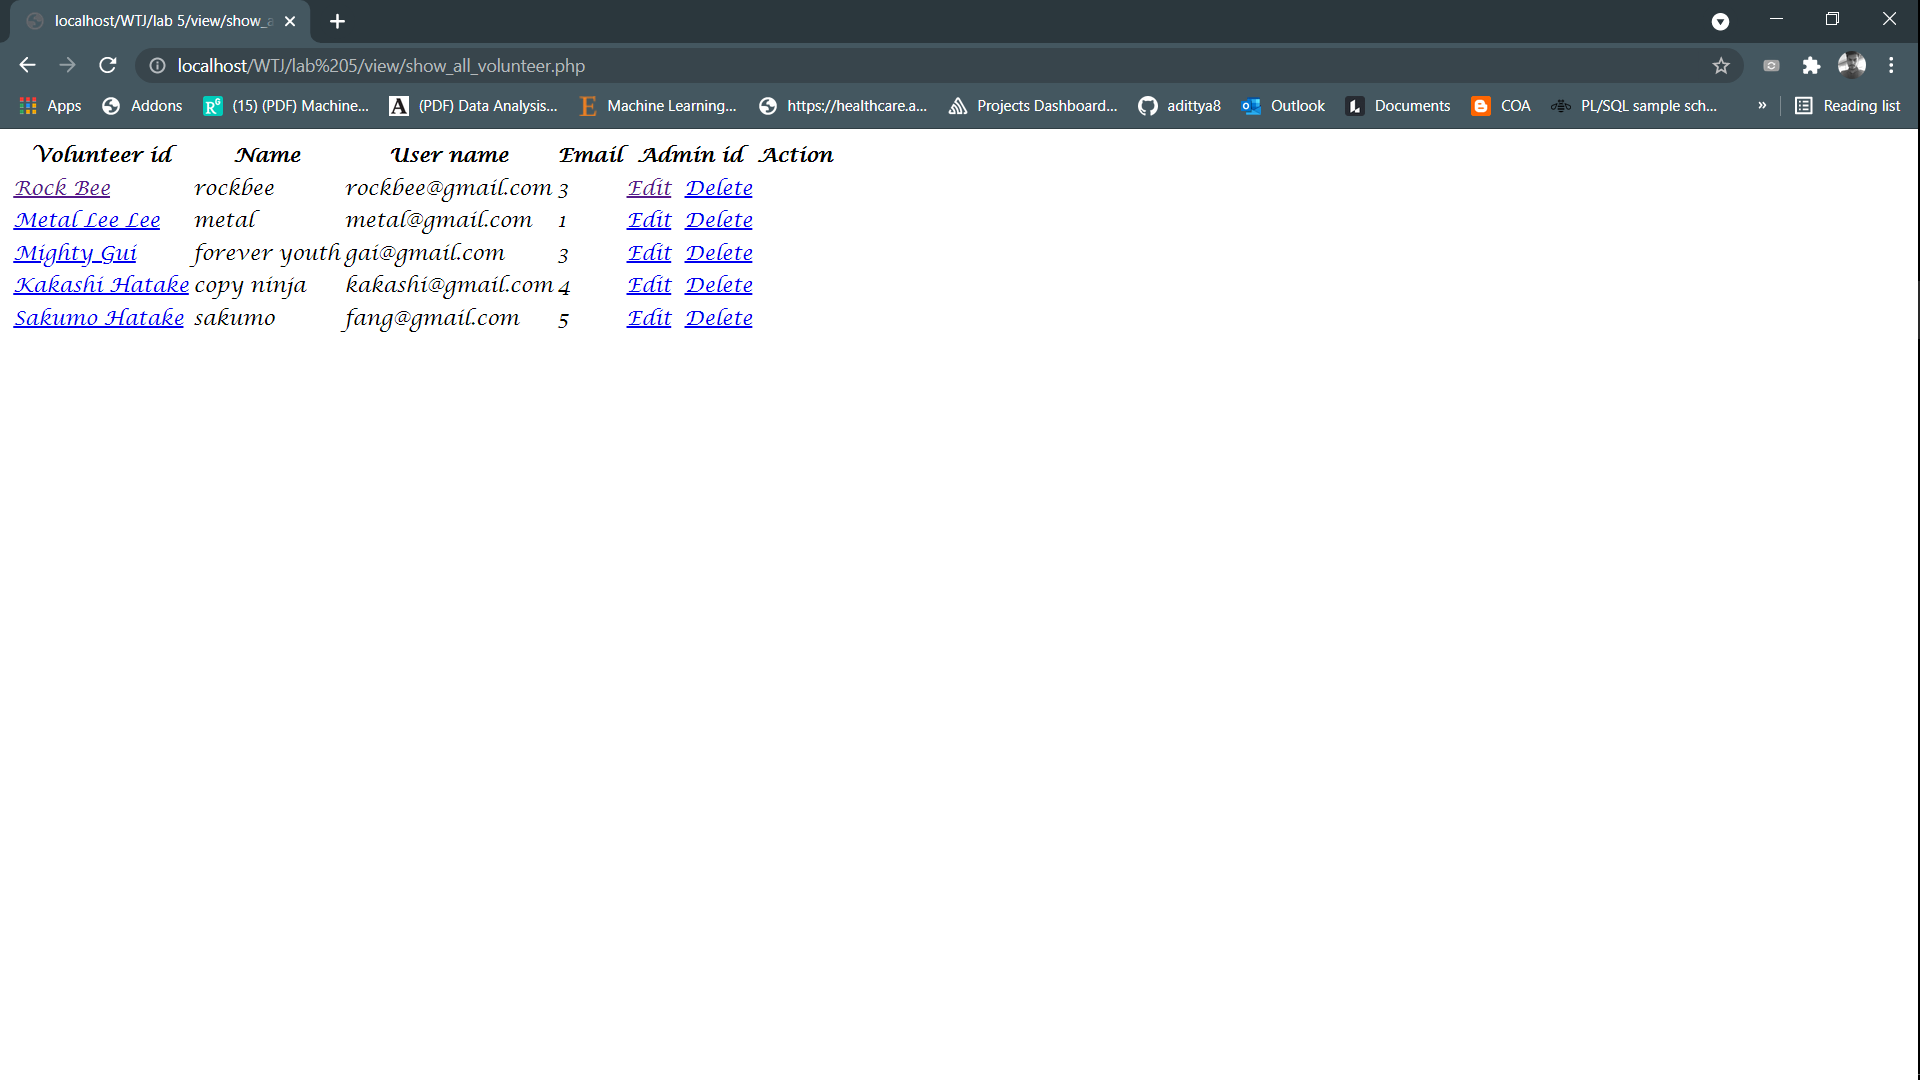 localhost/WTJ/lab 5/view/show_a
localhost/WTJ/lab%205/view/show_all_volunteer.php
Apps Addons (15) (PDF) Machine... (PDF) Data Analysis... Machine Learning... https://healthcare.a... Projects Dashboard... adittya8 Outlook Documents COA PL/SQL sample sch... » Reading list
Volunteer id Name User name Email Admin id Action
Rock Bee rockbee rockbee@gmail.com 3 Edit Delete
Metal Lee Lee metal metal@gmail.com 1 Edit Delete
Mighty Gui forever youth gai@gmail.com 3 Edit Delete
Kakashi Hatake copy ninja kakashi@gmail.com 4 Edit Delete
Sakumo Hatake sakumo fang@gmail.com 5 Edit Delete